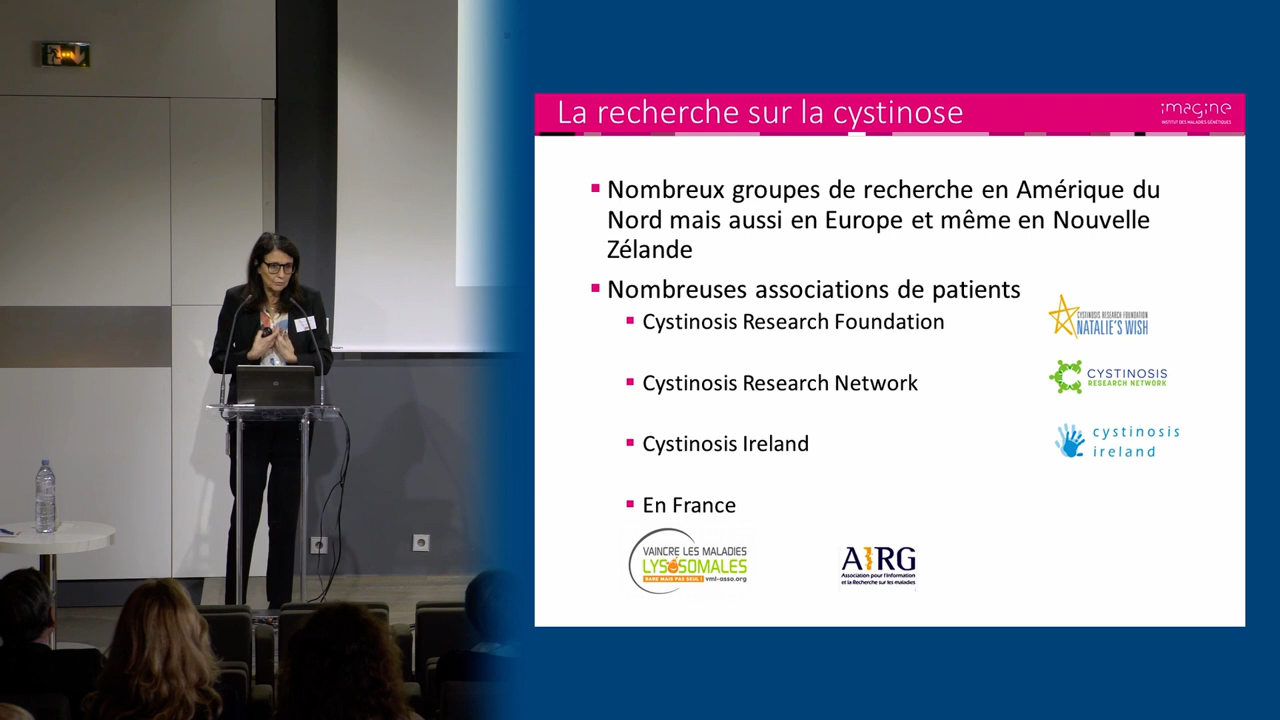 La recherche sur la cystinose
imagine
INSTITUT DES MALADIES GÉNÉTIQUES
Nombreux groupes de recherche en Amérique du
Nord mais aussi en Europe et même en Nouvelle
Zélande
Nombreuses associations de patients
Cystinosis Research Foundation
CYSTINOSIS RESEARCH FOUNDATION
NATALIE'S WISH
Cystinosis Research Network
CYSTINOSIS
RESEARCH NETWORK
Cystinosis Ireland
cystinosis
ireland
En France
VAINCRE LES MALADIES
LYSOSOMALES
RARE MAIS PAS SEUL ! vml-asso.org
AIRG
Association pour l'Information
et la Recherche sur les maladies